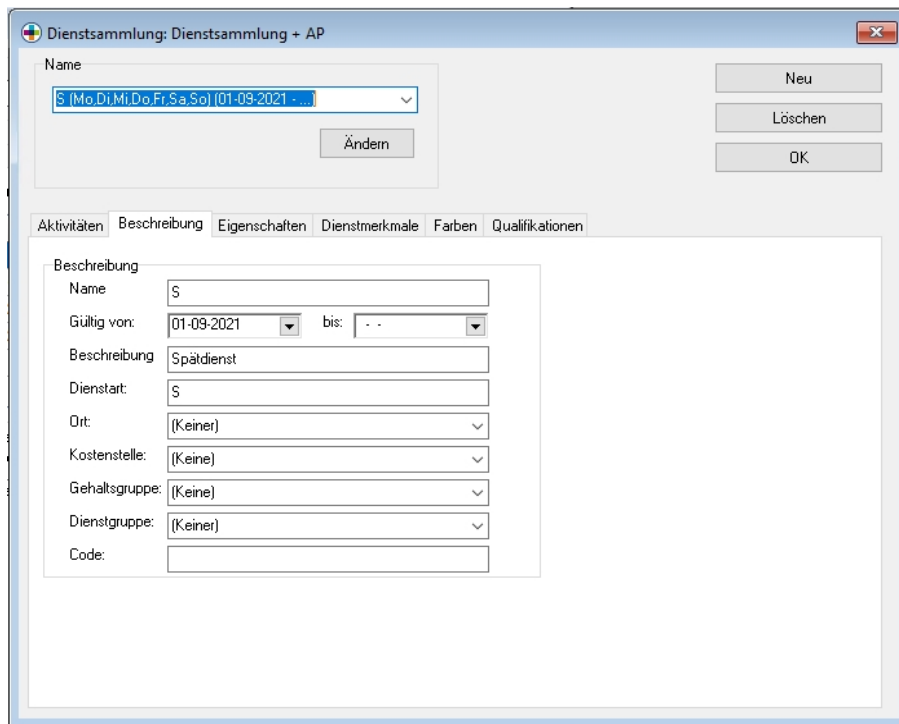 Dienstsammlung: Dienstsammlung + AP
Name
S (Mo,Di,Mi,Do,Fr,Sa,So) (01-09-2021 - ...)
Ändern
Neu
Löschen
OK
Aktivitäten Beschreibung Eigenschaften Dienstmerkmale Farben Qualifikationen
Beschreibung
Name S
Gültig von: 01-09-2021 bis: - -
Beschreibung Spätdienst
Dienstart: S
Ort: (Keiner)
Kostenstelle: (Keine)
Gehaltsgruppe: (Keine)
Dienstgruppe: (Keiner)
Code: